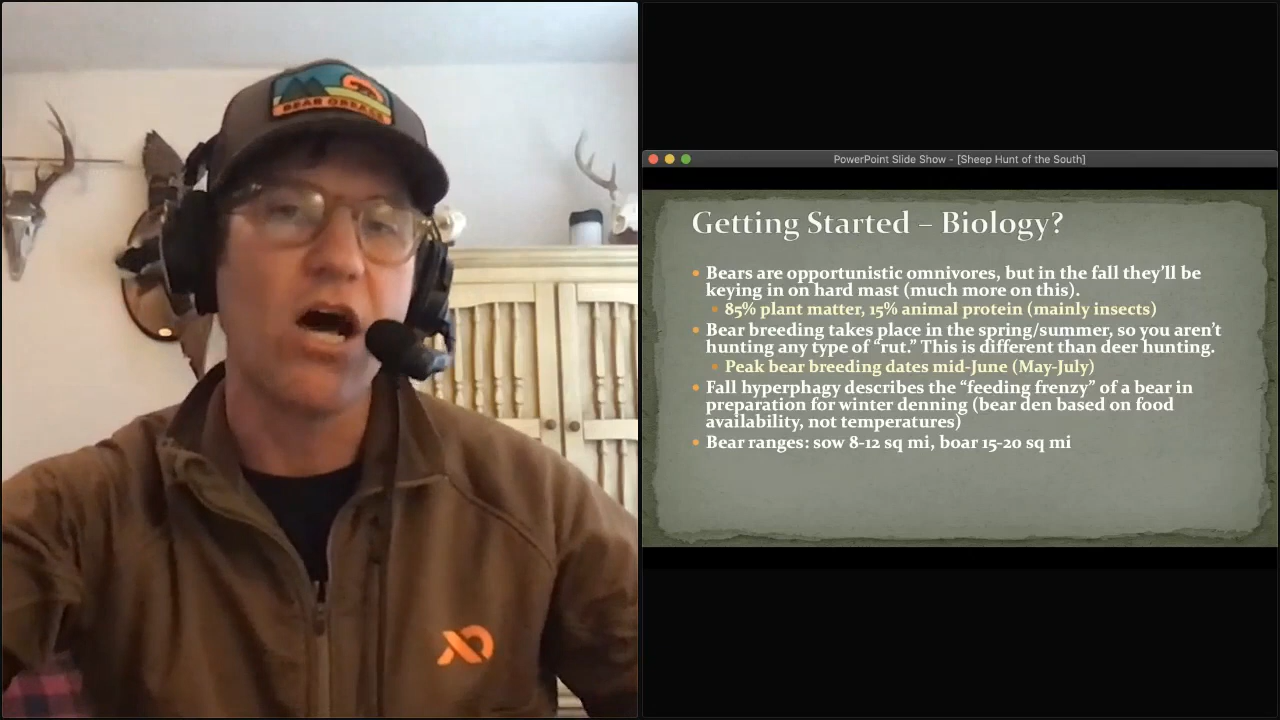 BEAR GREASE
PowerPoint Slide Show - [Sheep Hunt of the South]
Getting Started – Biology?
• Bears are opportunistic omnivores, but in the fall they'll be
keying in on hard mast (much more on this).
• 85% plant matter, 15% animal protein (mainly insects)
• Bear breeding takes place in the spring/summer, so you aren't
hunting any type of "rut." This is different than deer hunting.
• Peak bear breeding dates mid-June (May-July)
• Fall hyperphagy describes the "feeding frenzy" of a bear in
preparation for winter denning (bear den based on food
availability, not temperatures)
• Bear ranges: sow 8-12 sq mi, boar 15-20 sq mi